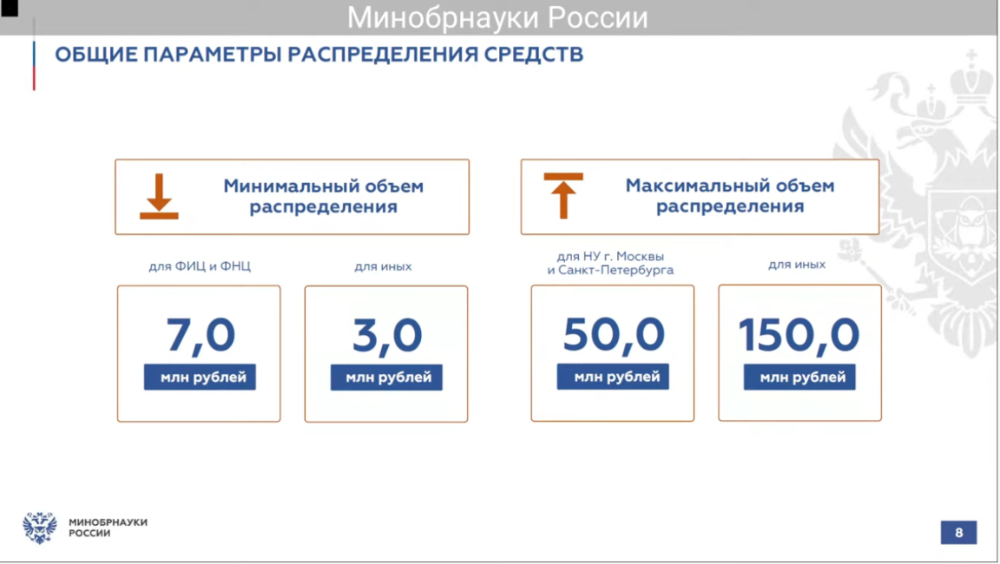 Минобрнауки России
ОБЩИЕ ПАРАМЕТРЫ РАСПРЕДЕЛЕНИЯ СРЕДСТВ
Минимальный объем
распределения
для ФИЦ и ФНЦ
для иных
7,0
млн рублей
3,0
млн рублей
Максимальный объем
распределения
для НУ г. Москвы
и Санкт-Петербурга
для иных
50,0
млн рублей
150,0
млн рублей
МИНОБРНАУКИ
РОССИИ
8